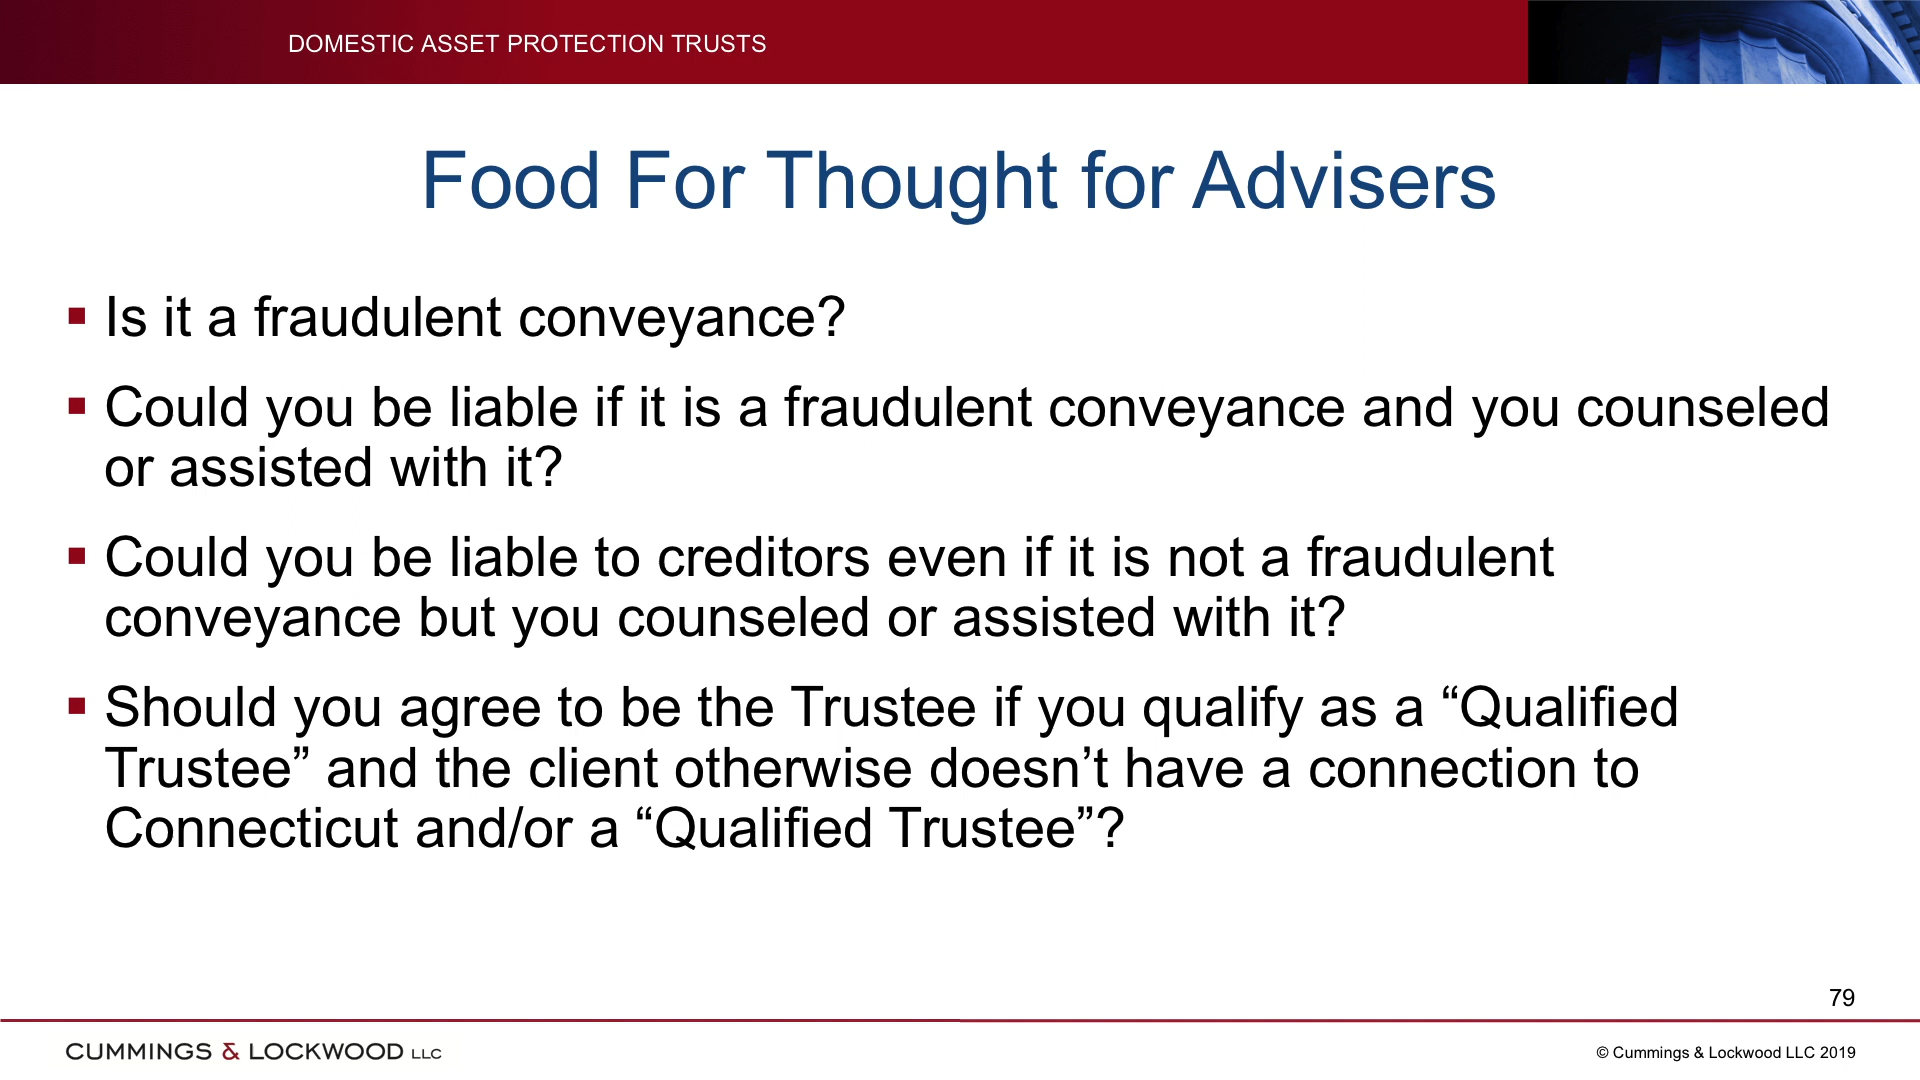 DOMESTIC ASSET PROTECTION TRUSTS
Food For Thought for Advisers
▪ Is it a fraudulent conveyance?
▪ Could you be liable if it is a fraudulent conveyance and you counseled
or assisted with it?
▪ Could you be liable to creditors even if it is not a fraudulent
conveyance but you counseled or assisted with it?
▪ Should you agree to be the Trustee if you qualify as a “Qualified
Trustee” and the client otherwise doesn’t have a connection to
Connecticut and/or a “Qualified Trustee”?
79
CUMMINGS & LOCKWOOD LLC
© Cummings & Lockwood LLC 2019